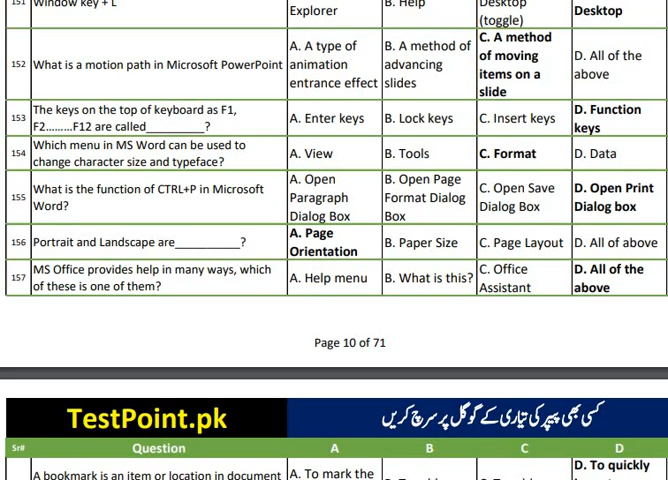 151 Window key + L Explorer B. Help Desktop (toggle) Desktop
152 What is a motion path in Microsoft PowerPoint A. A type of animation entrance effect B. A method of advancing slides C. A method of moving items on a slide D. All of the above
153 The keys on the top of keyboard as F1, F2.........F12 are called__________? A. Enter keys B. Lock keys C. Insert keys D. Function keys
154 Which menu in MS Word can be used to change character size and typeface? A. View B. Tools C. Format D. Data
155 What is the function of CTRL+P in Microsoft Word? A. Open Paragraph Dialog Box B. Open Page Format Dialog Box C. Open Save Dialog Box D. Open Print Dialog box
156 Portrait and Landscape are___________? A. Page Orientation B. Paper Size C. Page Layout D. All of above
157 MS Office provides help in many ways, which of these is one of them? A. Help menu B. What is this? C. Office Assistant D. All of the above
Page 10 of 71
TestPoint.pk کسی بھی پیپر کی تیاری کے لئے گوگل پر سرچ کریں
Sr# Question A B C D
A bookmark is an item or location in document A. To mark the D. To quickly